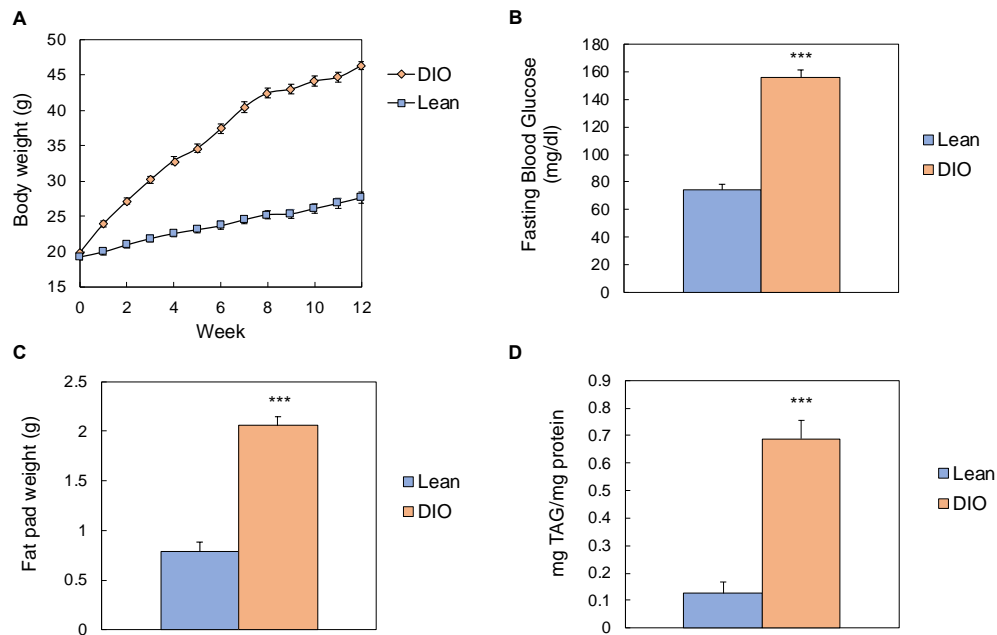 A
Body weight (g)
50
45
40
35
30
25
20
15
0 2 4 6 8 10 12
Week
DIO
Lean
B
Fasting Blood Glucose
(mg/dl)
180
160
140
120
100
80
60
40
20
0
***
Lean
DIO
C
Fat pad weight (g)
2.5
2
1.5
1
0.5
0
***
Lean
DIO
D
mg TAG/mg protein
0.9
0.8
0.7
0.6
0.5
0.4
0.3
0.2
0.1
0
***
Lean
DIO